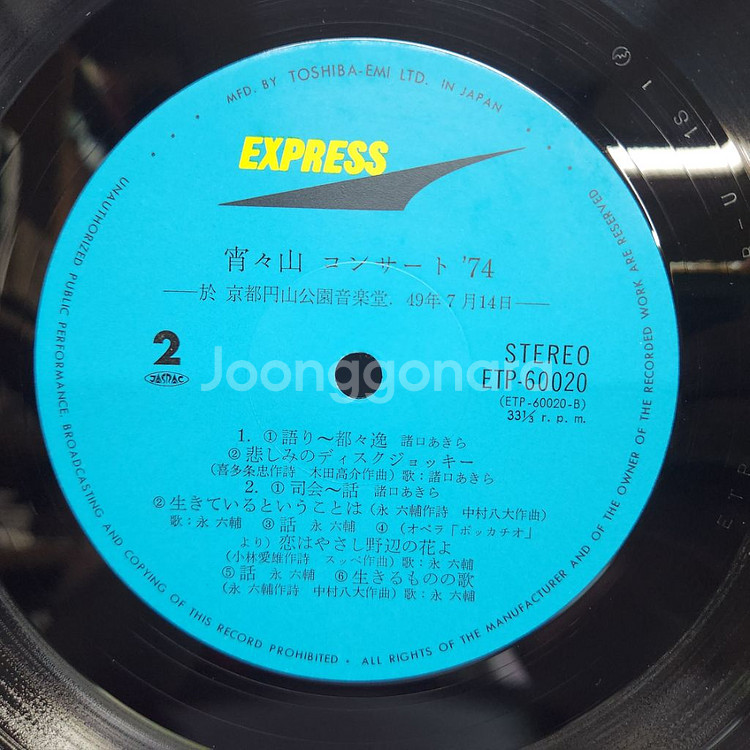 MFD. BY TOSHIBA-EMI LTD. IN JAPAN
EXPRESS
宵々山 コンサート '74
——於 京都円山公園音楽堂. 49年7月14日——
2
JASRAC
STEREO
ETP-60020
(ETP-60020-B)
33⅓ r. p. m.
Joonggonara
1. ①語り～都々逸 諸口あきら
②悲しみのディスクジョッキー
(喜多条忠作詩 木田高介作曲) 歌：諸口あきら
2. ①司会～話 諸口あきら
②生きているということは (永 六輔作詩 中村八大作曲)
歌：永 六輔 ③話 永 六輔 ④ (オペラ「ボッカチオ」
より) 恋はやさし野辺の花よ
(小林愛雄作詩 スッペ作曲) 歌：永 六輔
⑤話 永 六輔 ⑥生きるものの歌
(永 六輔作詩 中村八大作曲) 歌：永 六輔
UNAUTHORIZED PUBLIC PERFORMANCE, BROADCASTING AND COPYING OF THIS RECORD PROHIBITED • ALL RIGHTS OF THE MANUFACTURER AND OF THE OWNER OF THE RECORDED WORK ARE RESERVED
1S 1